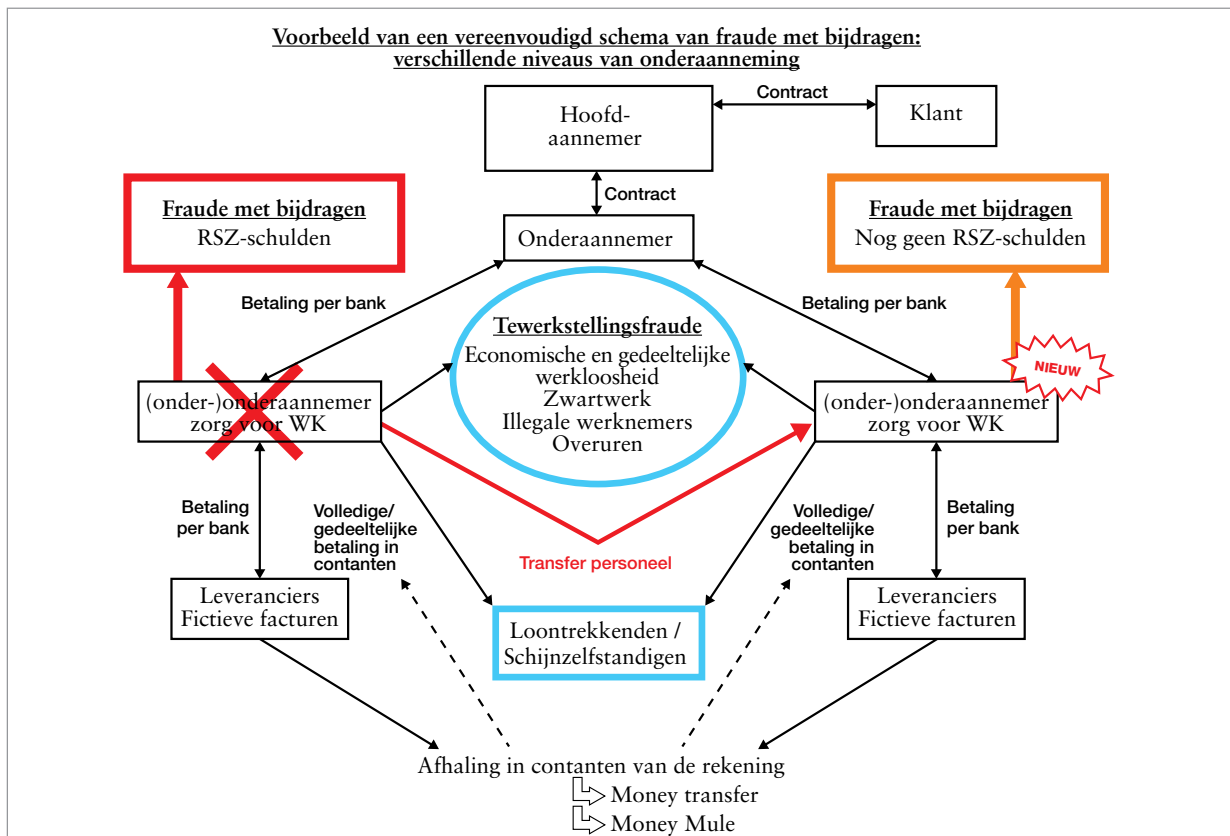 Voorbeeld van een vereenvoudigd schema van fraude met bijdragen:
verschillende niveaus van onderaanneming
Hoofd-
aannemer
Contract
Klant
Contract
Fraude met bijdragen
RSZ-schulden
Onderaannemer
Fraude met bijdragen
Nog geen RSZ-schulden
Betaling per bank
Betaling per bank
Tewerkstellingsfraude
Economische en gedeeltelijke
werkloosheid
Zwartwerk
Illegale werknemers
Overuren
NIEUW
(onder-)onderaannemer
zorg voor WK
(onder-)onderaannemer
zorg voor WK
Betaling
per bank
Volledige/
gedeeltelijke
betaling in
contanten
Transfer personeel
Volledige/
gedeeltelijke
betaling in
contanten
Betaling
per bank
Leveranciers
Fictieve facturen
Loontrekkenden /
Schijnzelfstandigen
Leveranciers
Fictieve facturen
Afhaling in contanten van de rekening
Money transfer
Money Mule